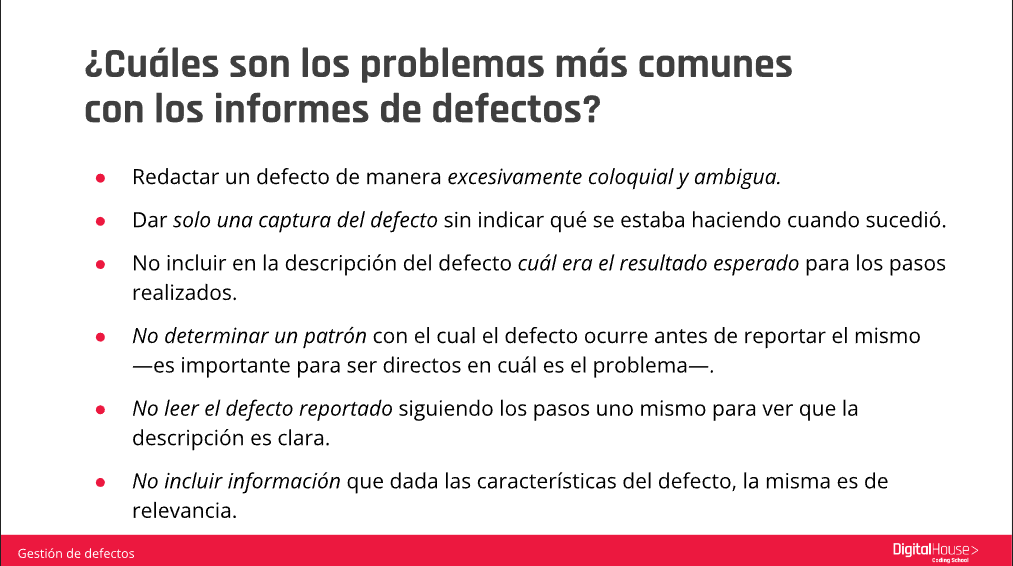 ¿Cuáles son los problemas más comunes
con los informes de defectos?
● Redactar un defecto de manera excesivamente coloquial y ambigua.
● Dar solo una captura del defecto sin indicar qué se estaba haciendo cuando sucedió.
● No incluir en la descripción del defecto cuál era el resultado esperado para los pasos
realizados.
● No determinar un patrón con el cual el defecto ocurre antes de reportar el mismo
—es importante para ser directos en cuál es el problema—.
● No leer el defecto reportado siguiendo los pasos uno mismo para ver que la
descripción es clara.
● No incluir información que dada las características del defecto, la misma es de
relevancia.
Gestión de defectos
DigitalHouse>
Coding School